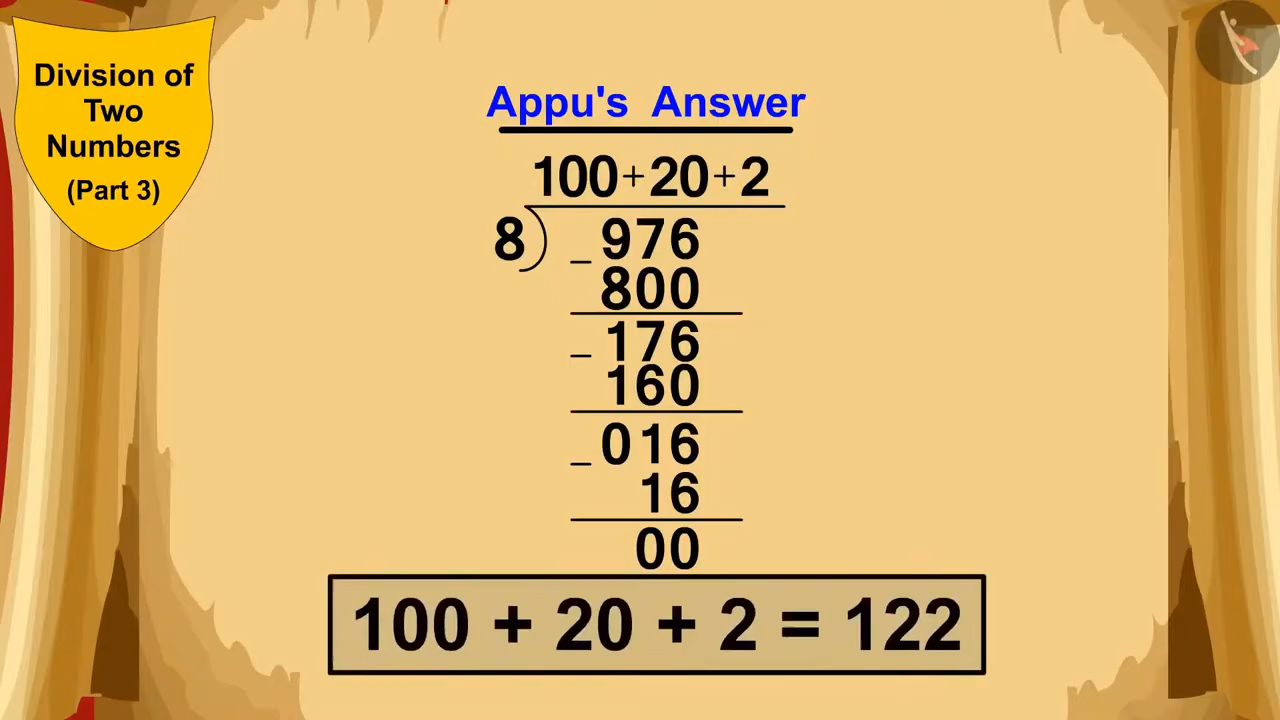 Division of
Two
Numbers
(Part 3)
Appu's Answer
100+20+2
8) _ 976
800
_ 176
160
_ 016
16
00
100 + 20 + 2 = 122